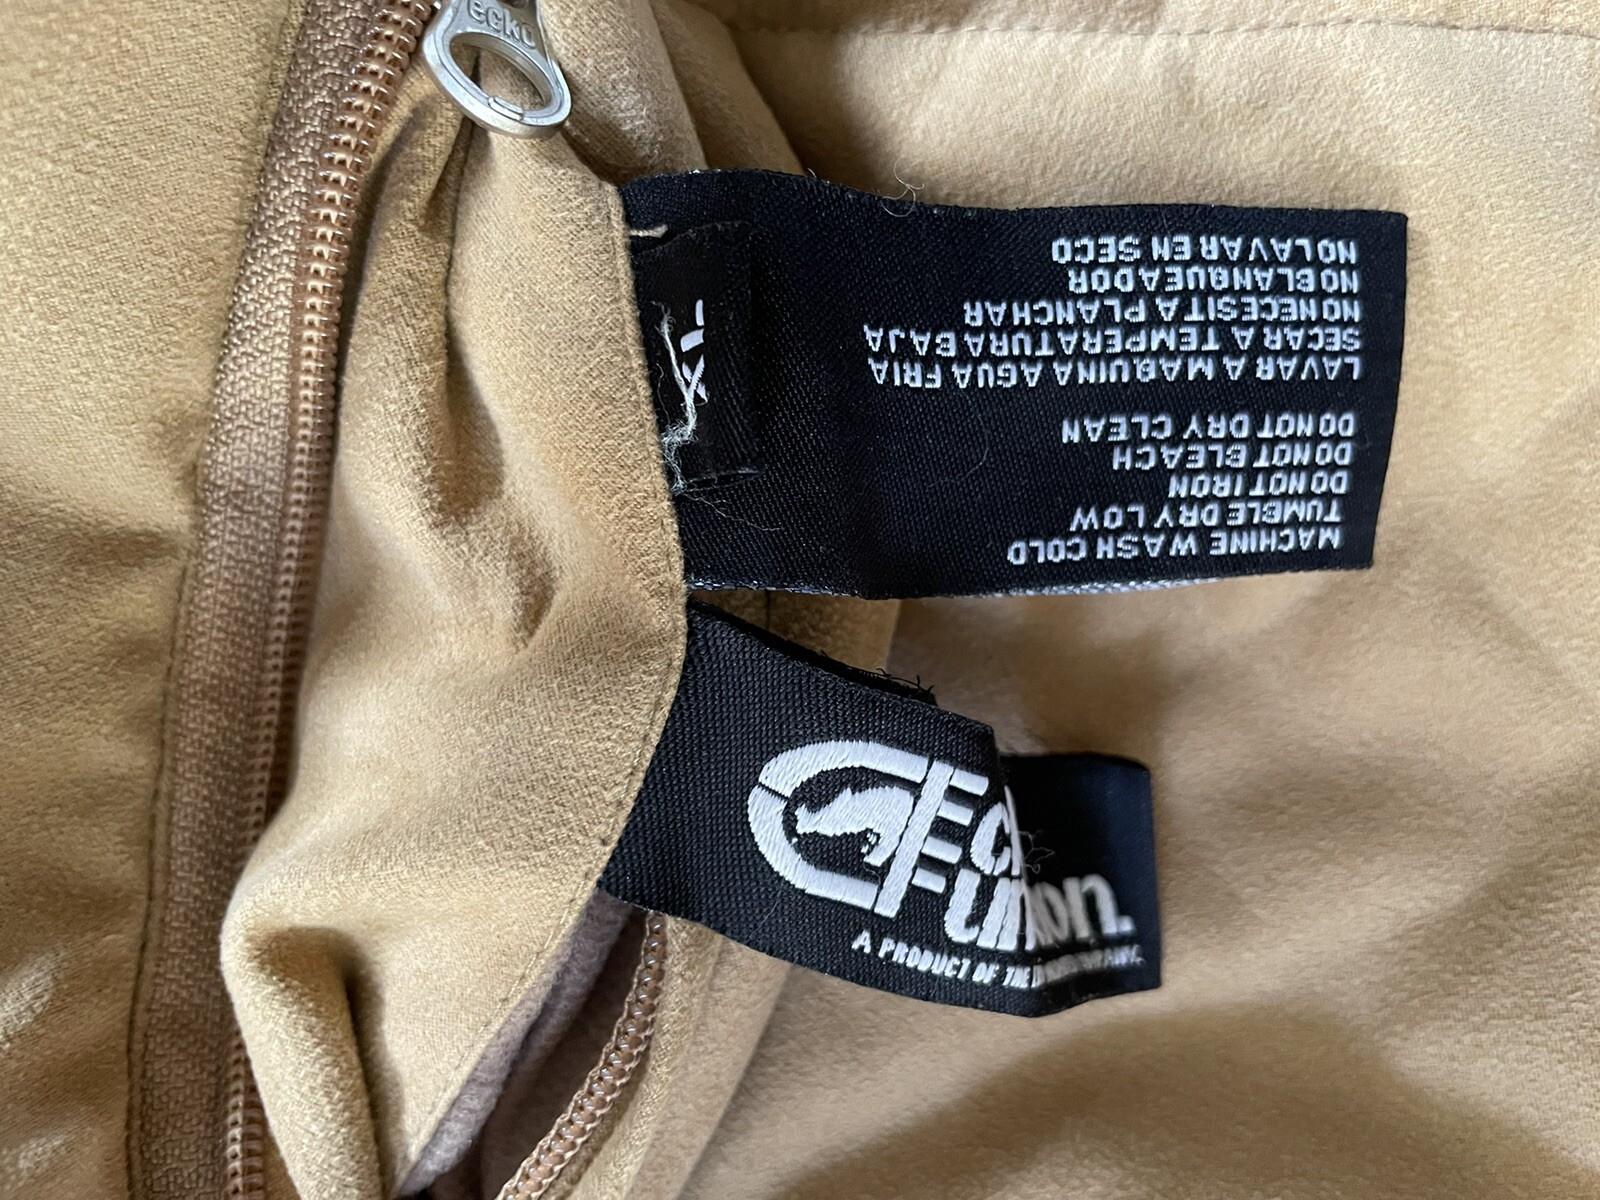 ecko
XL
MACHINE WASH COLD
TUMBLE DRY LOW
DO NOT IRON
DO NOT BLEACH
DO NOT DRY CLEAN
LAVAR A MAQUINA AGUA FRIA
SECAR A TEMPERATURA BAJA
NO NECESITA PLANCHAR
NO BLANQUEADOR
NO LAVAR EN SECO
A PRODUCT OF THE